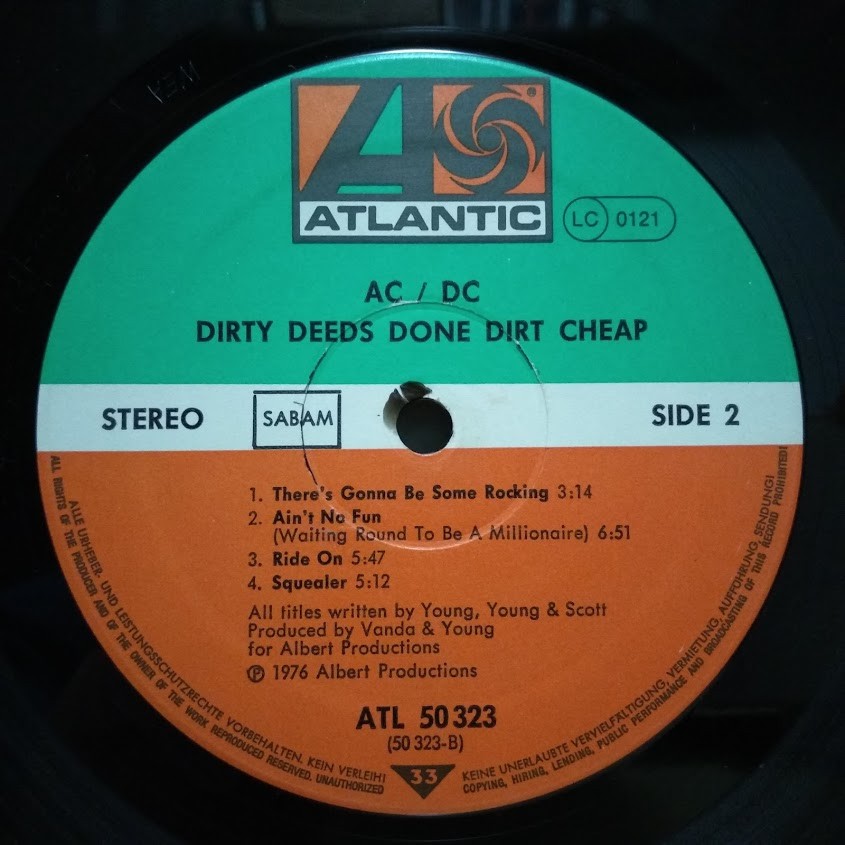 WEA
ATLANTIC
LC 0121
AC / DC
DIRTY DEEDS DONE DIRT CHEAP
STEREO
SABAM
SIDE 2
1. There's Gonna Be Some Rocking 3:14
2. Ain't No Fun
(Waiting Round To Be A Millionaire) 6:51
3. Ride On 5:47
4. Squealer 5:12
All titles written by Young, Young & Scott
Produced by Vanda & Young
for Albert Productions
℗ 1976 Albert Productions
ATL 50 323
(50 323-B)
33
ALLE URHEBER- UND LEISTUNGSSCHUTZRECHTE VORBEHALTEN. KEIN VERLEIH! KEINE UNERLAUBTE VERVIELFÄLTIGUNG, VERMIETUNG, AUFFÜHRUNG, SENDUNG!
ALL RIGHTS OF THE PRODUCER AND OF THE OWNER OF THE WORK REPRODUCED RESERVED. UNAUTHORIZED COPYING, HIRING, LENDING, PUBLIC PERFORMANCE AND BROADCASTING OF THIS RECORD PROHIBITED!